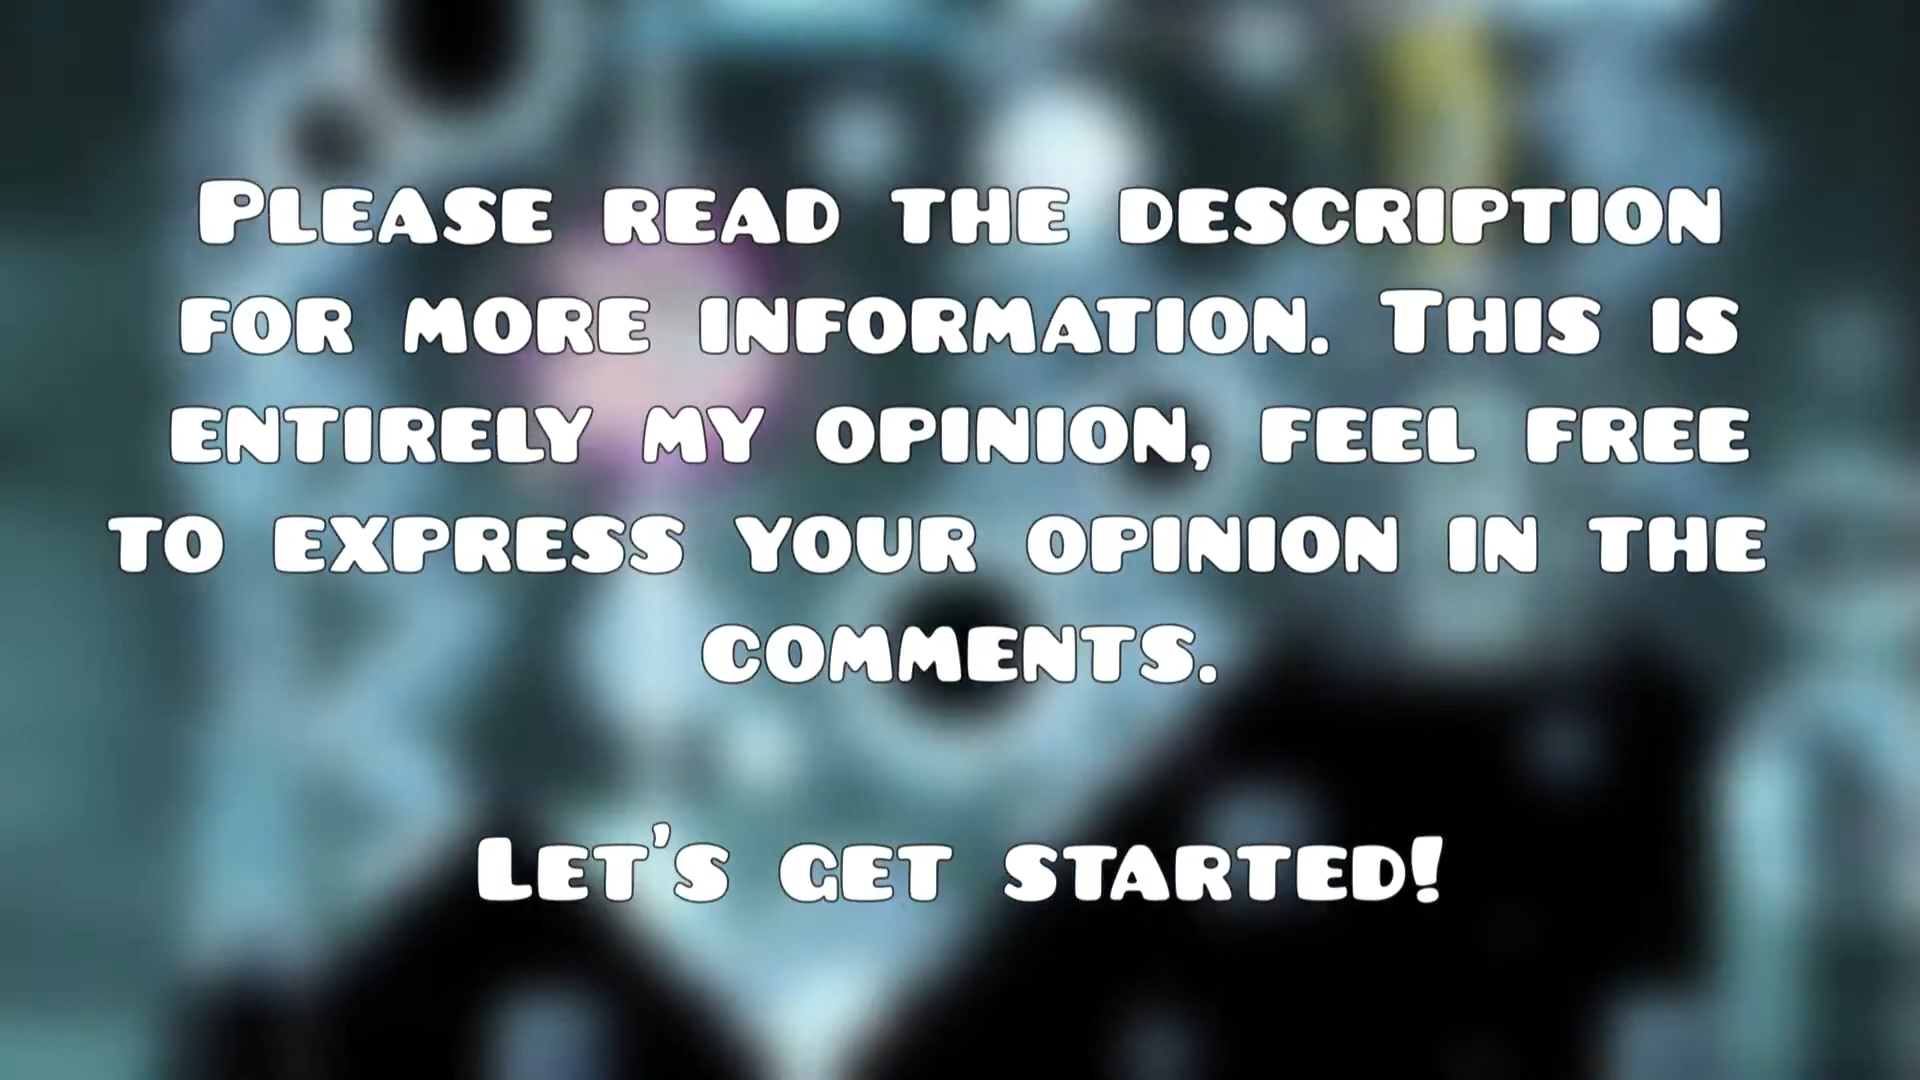 Please read the description
for more information. This is
entirely my opinion, feel free
to express your opinion in the
comments.
Let's get started!